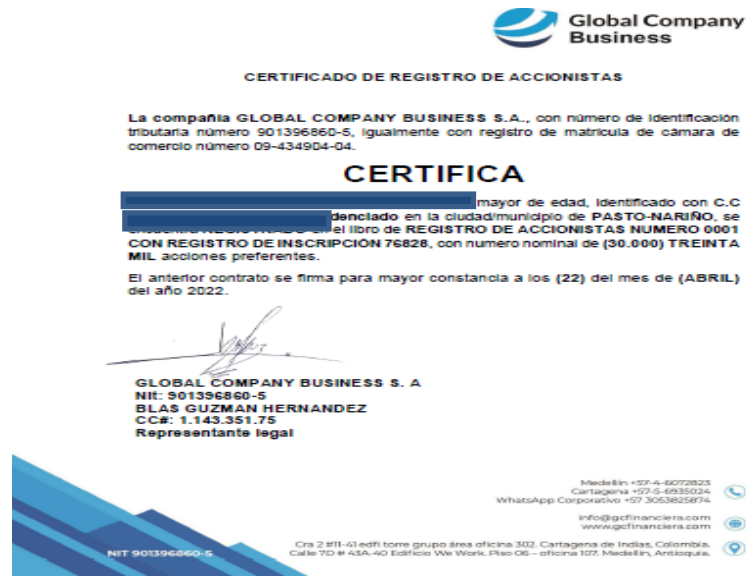 Global Company
Business
CERTIFICADO DE REGISTRO DE ACCIONISTAS
La compañia GLOBAL COMPANY BUSINESS S.A., con número de identificación
tributaria número 901396860-5, igualmente con registro de matricula de cámara de
comercio número 09-434904-04.
CERTIFICA
mayor de edad, identificado con C.C
denciado en la ciudad/municipio de PASTO-NARIÑO, se
el libro de REGISTRO DE ACCIONISTAS NUMERO 0001
CON REGISTRO DE INSCRIPCIÓN 76828, con numero nominal de (30.000) TREINTA
MIL acciones preferentes.
El anterior contrato se firma para mayor constancia a los (22) del mes de (ABRIL)
del año 2022.
GLOBAL COMPANY BUSINESS S. A
Nit: 901396860-5
BLAS GUZMAN HERNANDEZ
CC#: 1.143.351.75
Representante legal
Medellin +57-4-6072823
Cartagena +57-5-6935024
WhatsApp Corporativo +57 3053825874
info@gcfinanciera.com
www.gcfinanciera.com
Cra 2 #11-41 edfi torre grupo área oficina 302. Cartagena de Indias, Colombia.
Calle 7D # 43A-40 Edificio We Work. Piso 06 - oficina 107. Medellin, Antioquia.
NIT 901396860-5